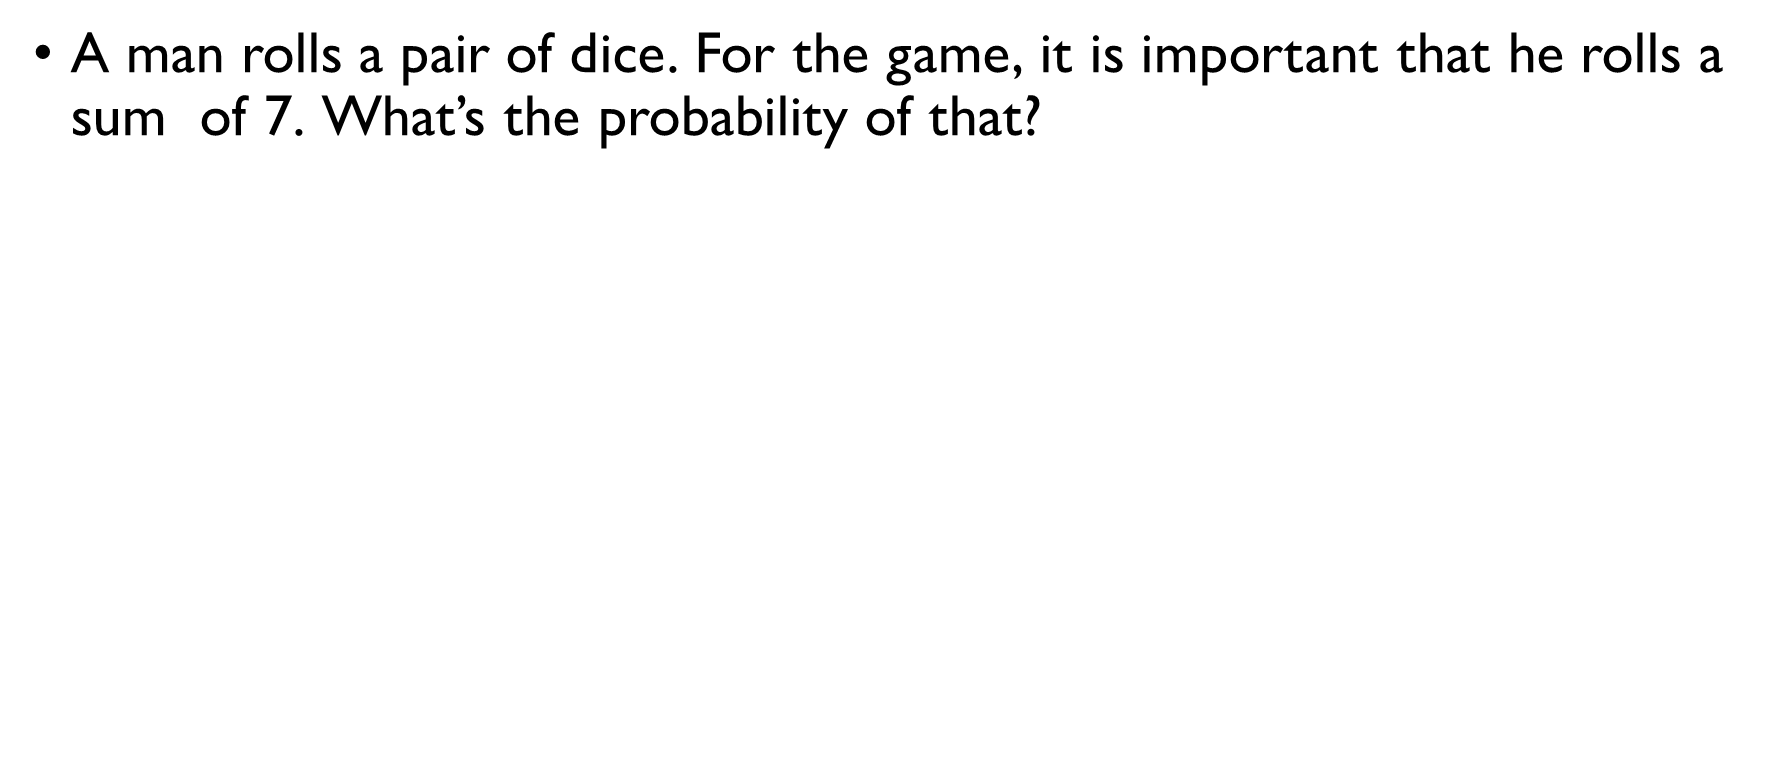 • A man rolls a pair of dice. For the game, it is important that he rolls a
sum  of 7. What’s the probability of that?